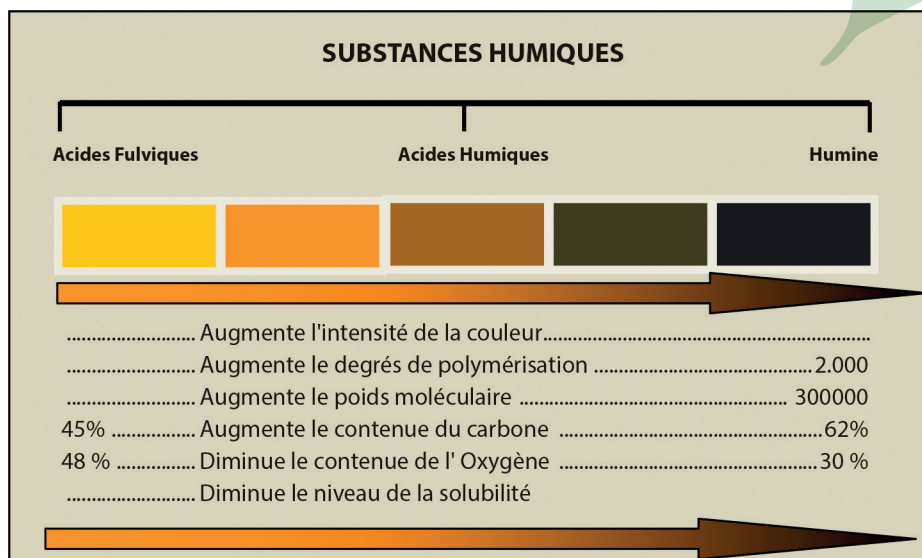 SUBSTANCES HUMIQUES
Acides Fulviques Acides Humiques Humine
........................ Augmente l'intensité de la couleur............................................................
........................ Augmente le degrés de polymérisation ........................................2.000
........................ Augmente le poids moléculaire .................................................. 300000
45% ............... Augmente le contenue du carbone ................................................62%
48 % ............... Diminue le contenue de l' Oxygène .............................................30 %
........................ Diminue le niveau de la solubilité